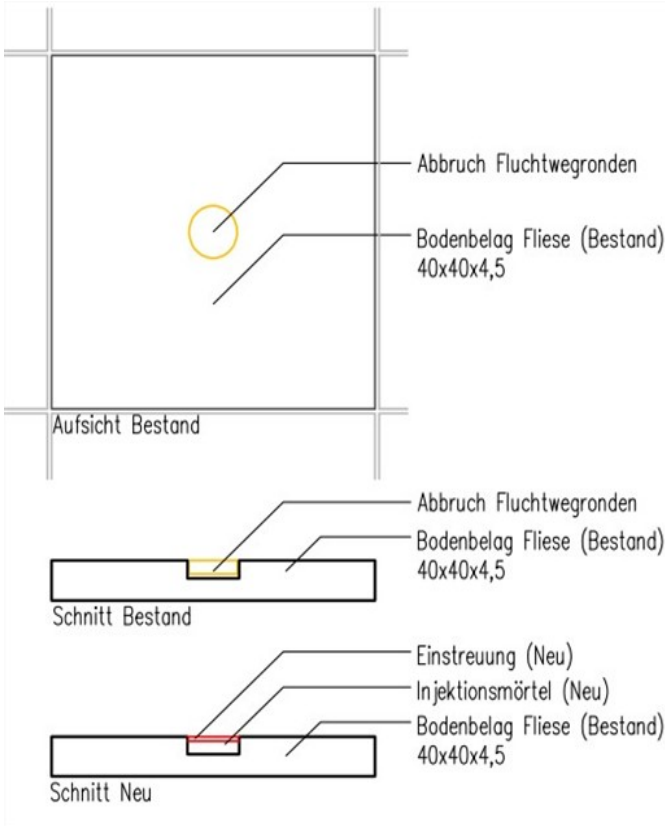 Abbruch Fluchtwegronden
Bodenbelag Fliese (Bestand)
40x40x4,5
Aufsicht Bestand
Abbruch Fluchtwegronden
Bodenbelag Fliese (Bestand)
40x40x4,5
Schnitt Bestand
Einstreuung (Neu)
Injektionsmörtel (Neu)
Bodenbelag Fliese (Bestand)
40x40x4,5
Schnitt Neu